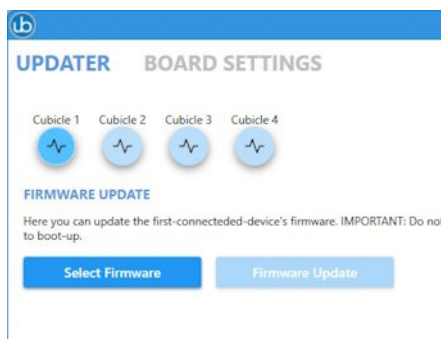 ub
UPDATER BOARD SETTINGS
Cubicle 1 Cubicle 2 Cubicle 3 Cubicle 4
FIRMWARE UPDATE
Here you can update the first-connecteded-device's firmware. IMPORTANT: Do not
to boot-up.
Select Firmware Firmware Update